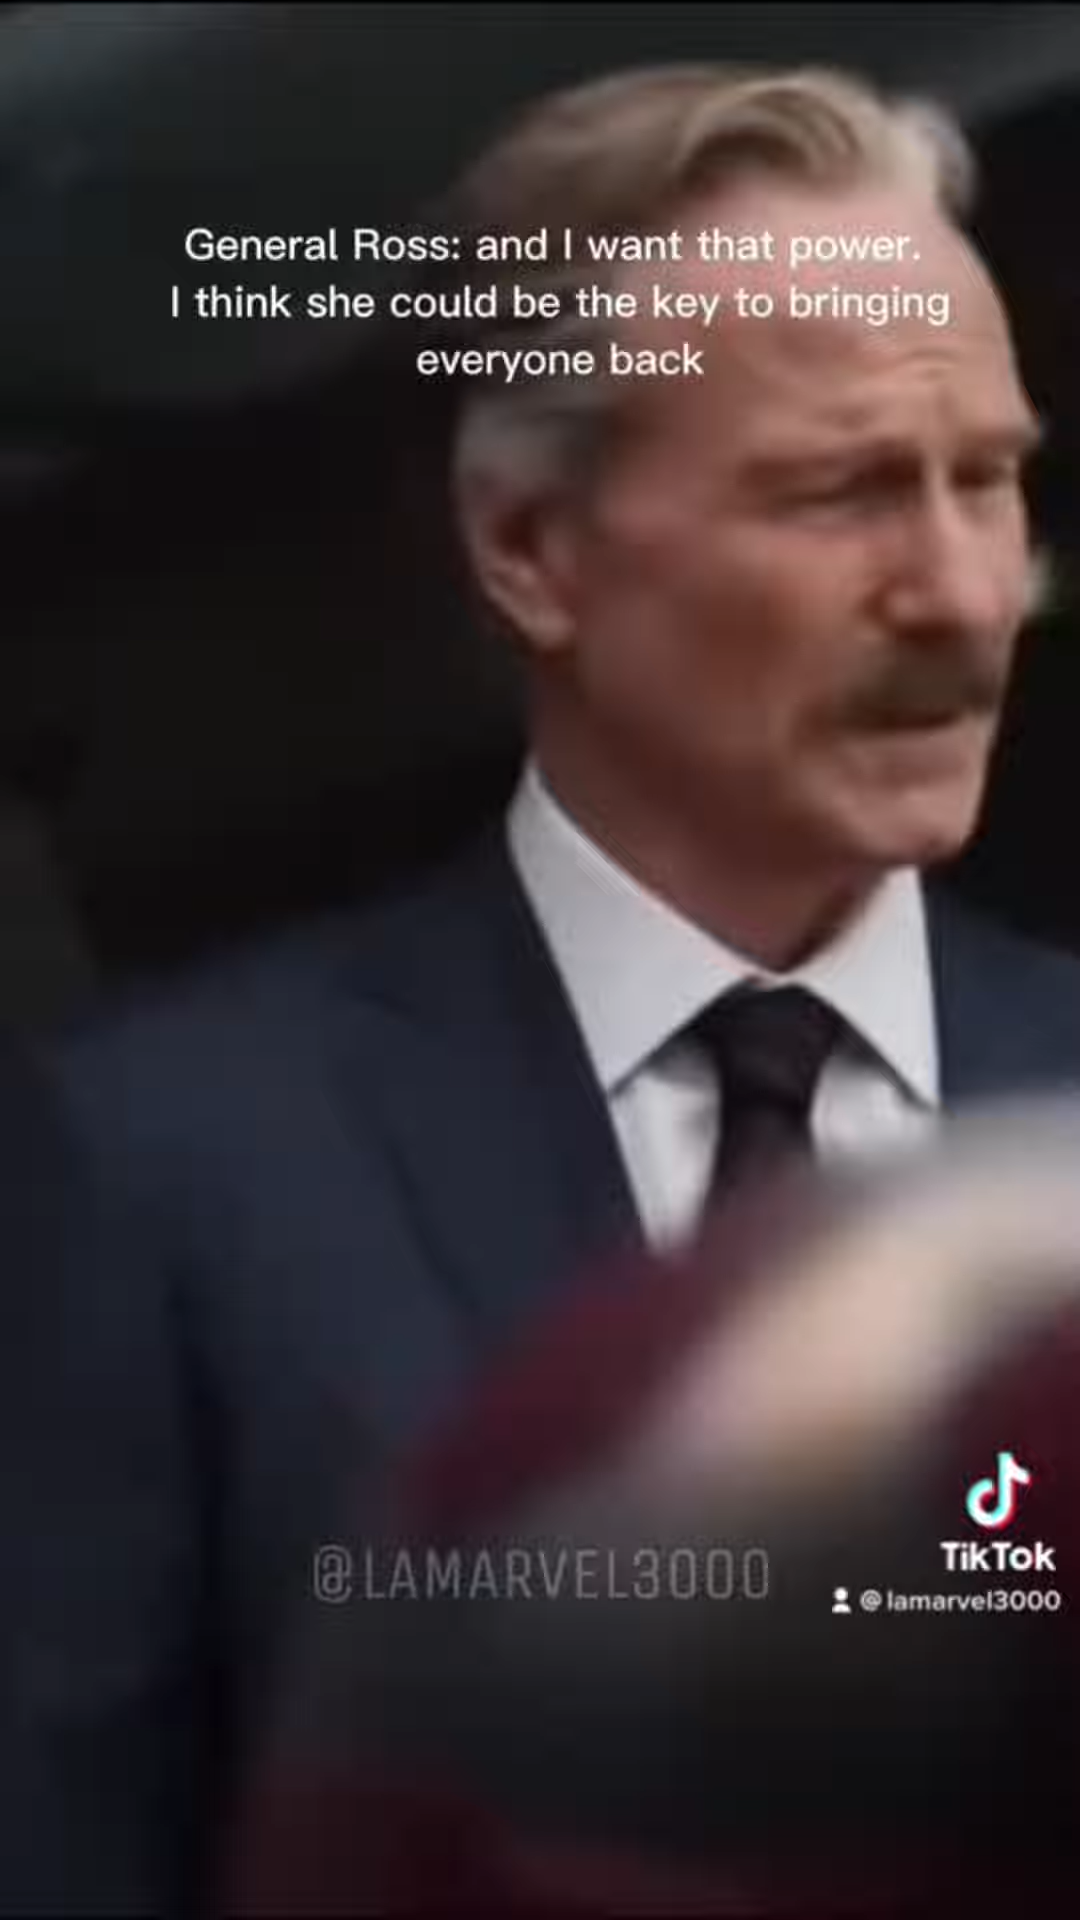 General Ross: and I want that power.
I think she could be the key to bringing
everyone back
@LAMARVEL3000
TikTok
@lamarvel3000